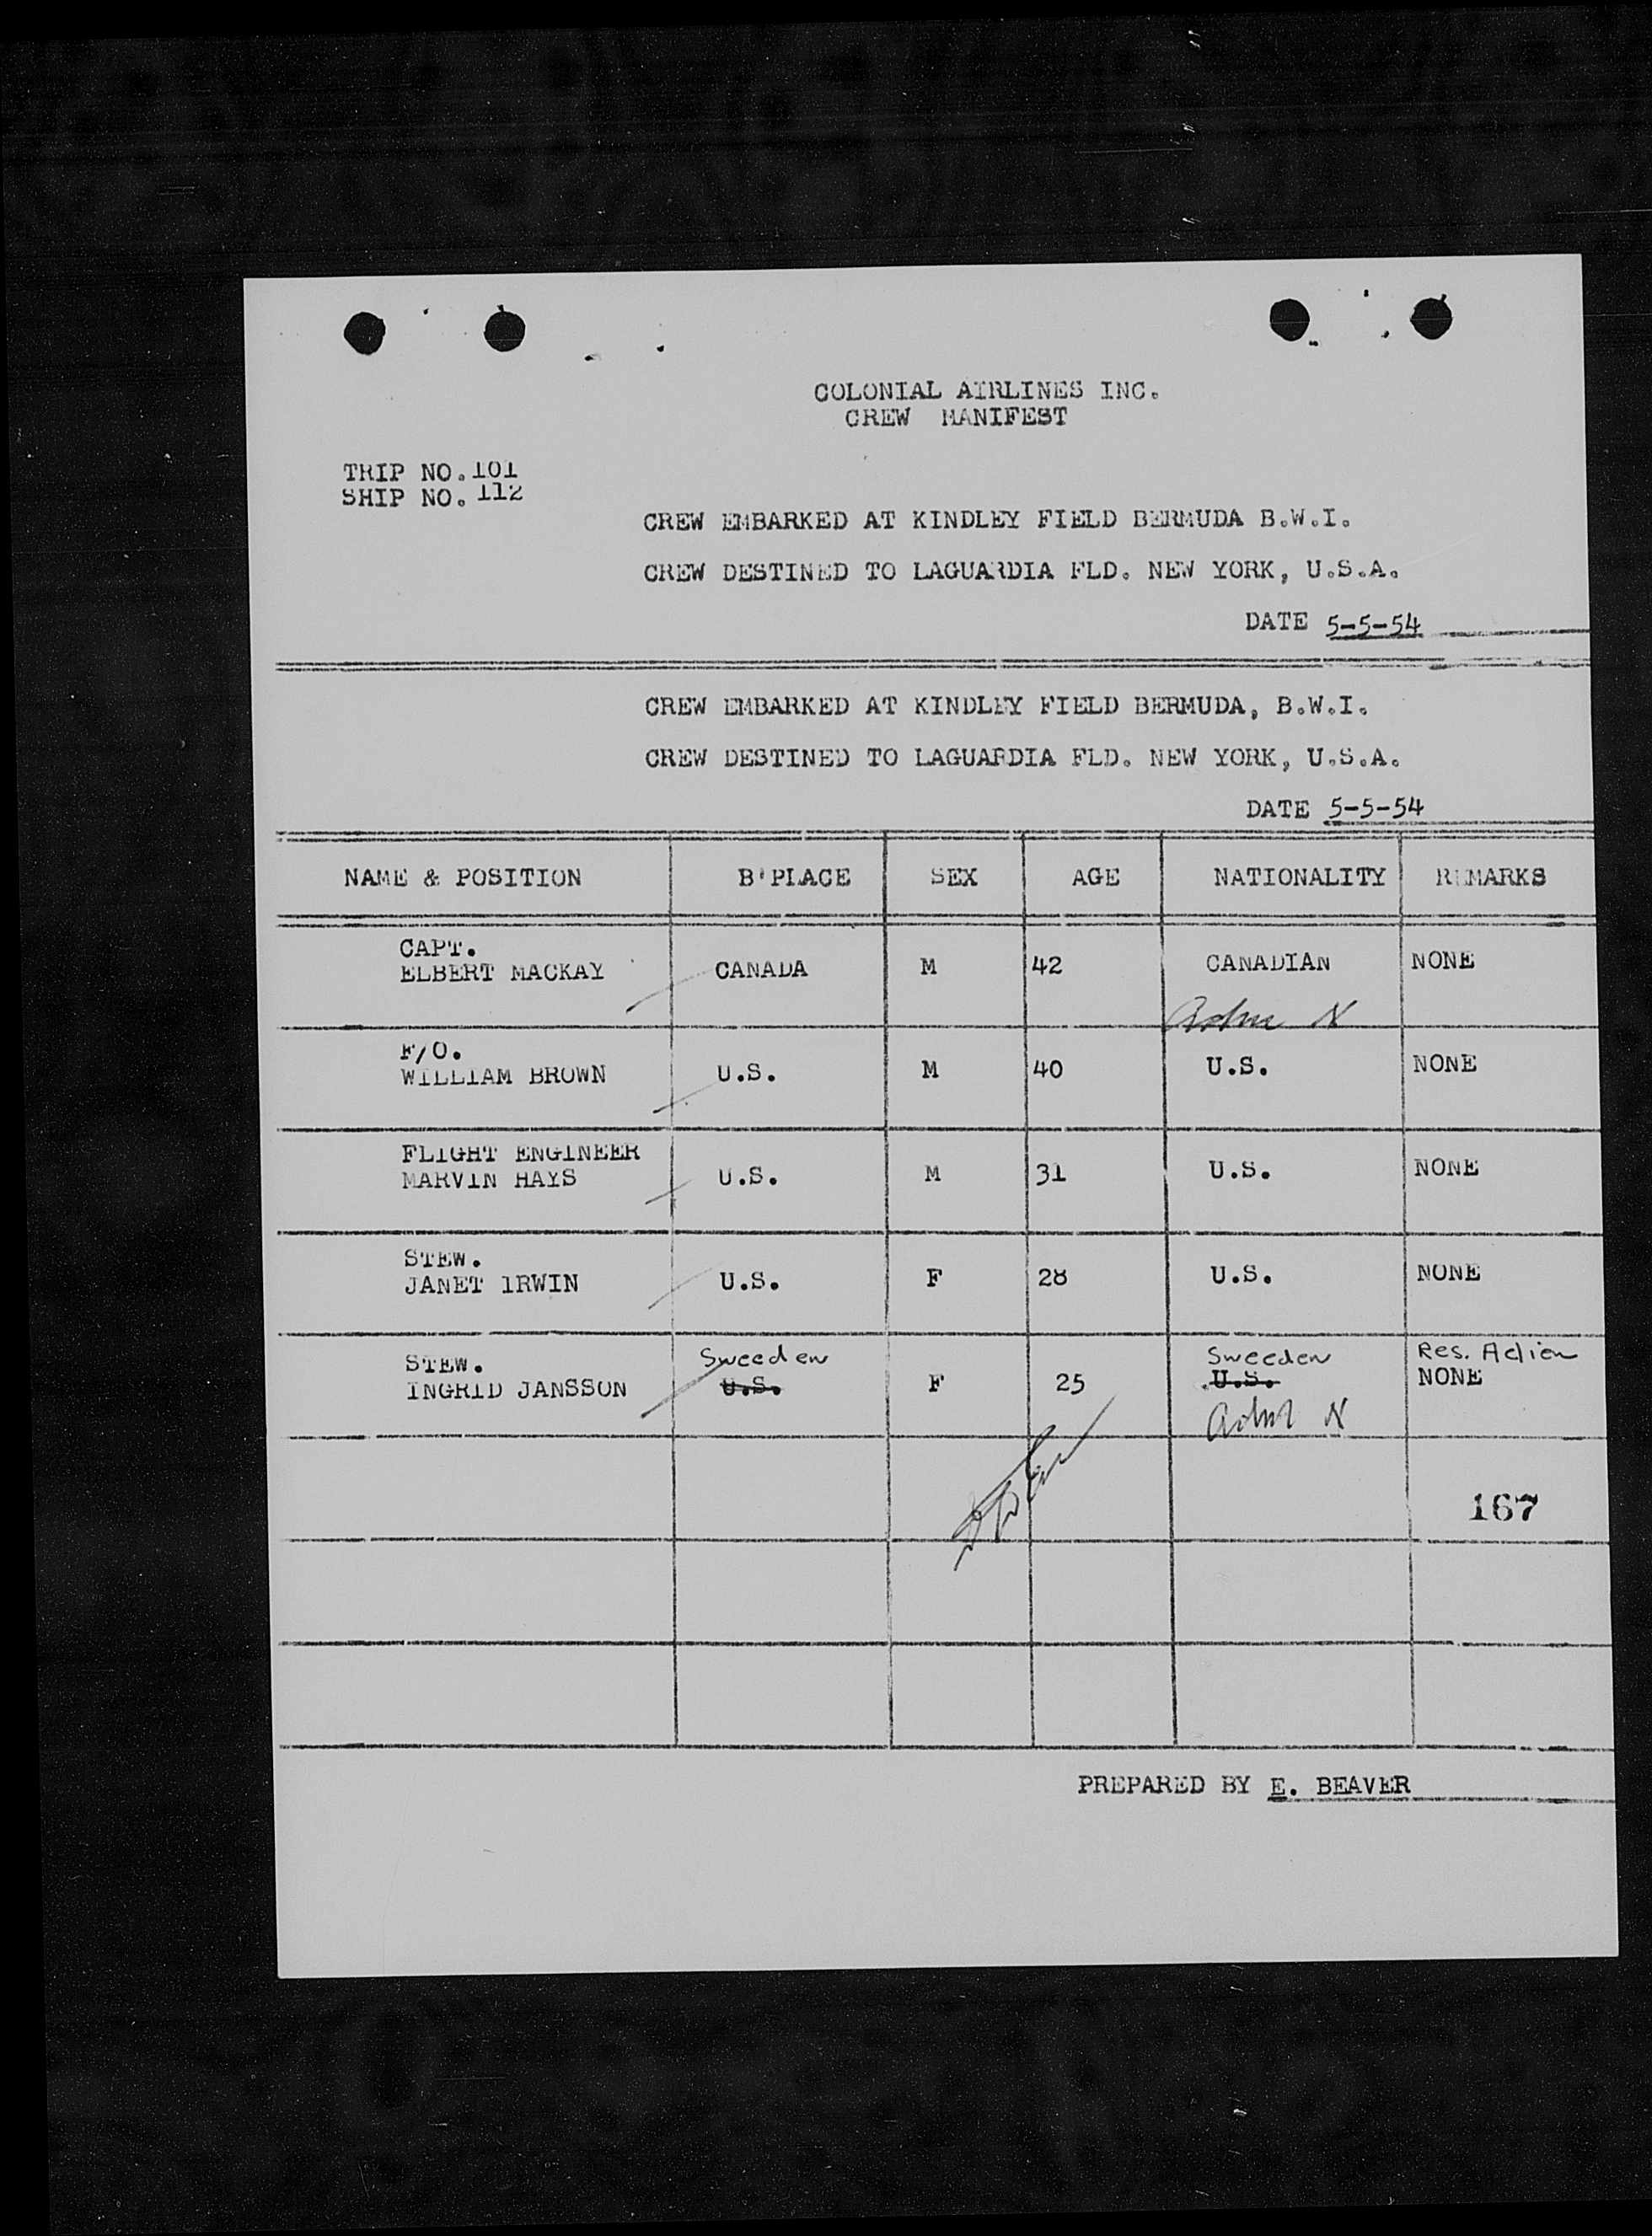 COLONIAL AIRLINES INC.
CREW MANIFEST
TRIP NO. 101
SHIP NO. 112
CREW EMBARKED AT KINDLEY FIELD BERMUDA B.W.I.
CREW DESTINED TO LAGUARDIA FLD. NEW YORK, U.S.A.
DATE 5-5-54
CREW EMBARKED AT KINDLEY FIELD BERMUDA, B.W.I.
CREW DESTINED TO LAGUARDIA FLD. NEW YORK, U.S.A.
DATE 5-5-54
NAME & POSITION B'PLACE SEX AGE NATIONALITY REMARKS
CAPT.
ELBERT MACKAY CANADA M 42 CANADIAN NONE
F/O.
WILLIAM BROWN U.S. M 40 U.S. NONE
FLIGHT ENGINEER
MARVIN HAYS U.S. M 31 U.S. NONE
STEW.
JANET IRWIN U.S. F 28 U.S. NONE
STEW. Sweeden Sweeden Res. Action
INGRID JANSSON U.S. F 25 U.S. NONE
167
PREPARED BY E. BEAVER